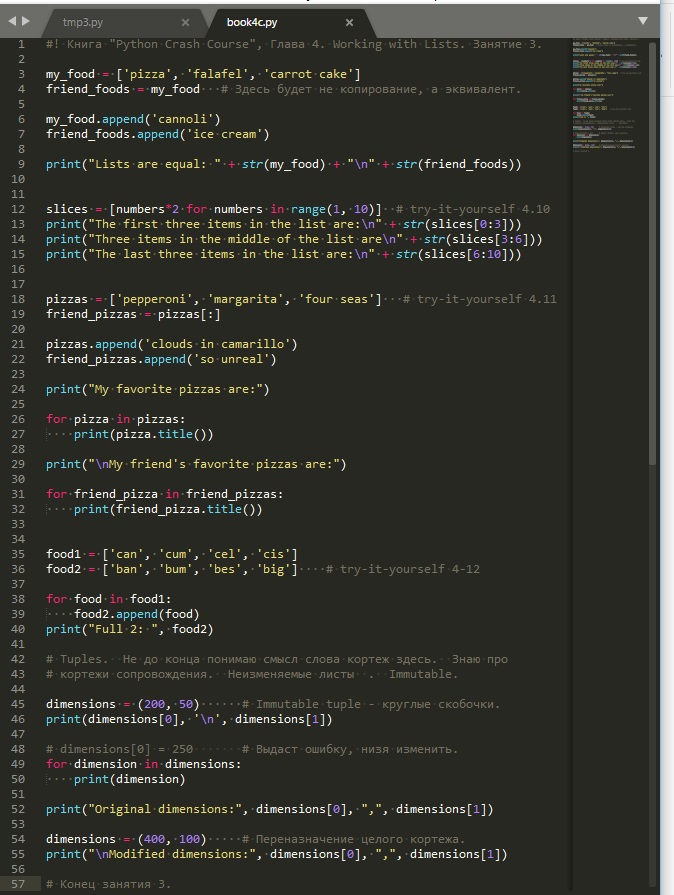 tmp3.py
book4c.py
1 #! Книга "Python Crash Course", Глава 4. Working with Lists. Занятие 3.
2
3 my_food = ['pizza', 'falafel', 'carrot cake']
4 friend_foods = my_food   # Здесь будет не копирование, а эквивалент.
5
6 my_food.append('cannoli')
7 friend_foods.append('ice cream')
8
9 print("Lists are equal: " + str(my_food) + "\n" + str(friend_foods))
10
11
12 slices = [numbers*2 for numbers in range(1, 10)]  # try-it-yourself 4.10
13 print("The first three items in the list are:\n" + str(slices[0:3]))
14 print("Three items in the middle of the list are\n" + str(slices[3:6]))
15 print("The last three items in the list are:\n" + str(slices[6:10]))
16
17
18 pizzas = ['pepperoni', 'margarita', 'four seas']   # try-it-yourself 4.11
19 friend_pizzas = pizzas[:]
20
21 pizzas.append('clouds in camarillo')
22 friend_pizzas.append('so unreal')
23
24 print("My favorite pizzas are:")
25
26 for pizza in pizzas:
27     print(pizza.title())
28
29 print("\nMy friend's favorite pizzas are:")
30
31 for friend_pizza in friend_pizzas:
32     print(friend_pizza.title())
33
34
35 food1 = ['can', 'cum', 'cel', 'cis']
36 food2 = ['ban', 'bum', 'bes', 'big']    # try-it-yourself 4-12
37
38 for food in food1:
39     food2.append(food)
40 print("Full 2: ", food2)
41
42 # Tuples.  Не до конца понимаю смысл слова кортеж здесь.  Знаю про
43 # кортежи сопровождения.  Неизменяемые листы  .  Immutable.
44
45 dimensions = (200, 50)      # Immutable tuple - круглые скобочки.
46 print(dimensions[0], '\n', dimensions[1])
47
48 # dimensions[0] = 250       # Выдаст ошибку, низя изменить.
49 for dimension in dimensions:
50     print(dimension)
51
52 print("Original dimensions:", dimensions[0], ",", dimensions[1])
53
54 dimensions = (400, 100)     # Переназначение целого кортежа.
55 print("\nModified dimensions:", dimensions[0], ",", dimensions[1])
56
57 # Конец занятия 3.